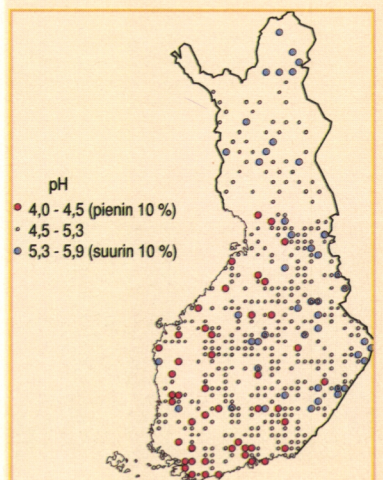 pH
4,0 - 4,5 (pienin 10 %)
4,5 - 5,3
5,3 - 5,9 (suurin 10 %)